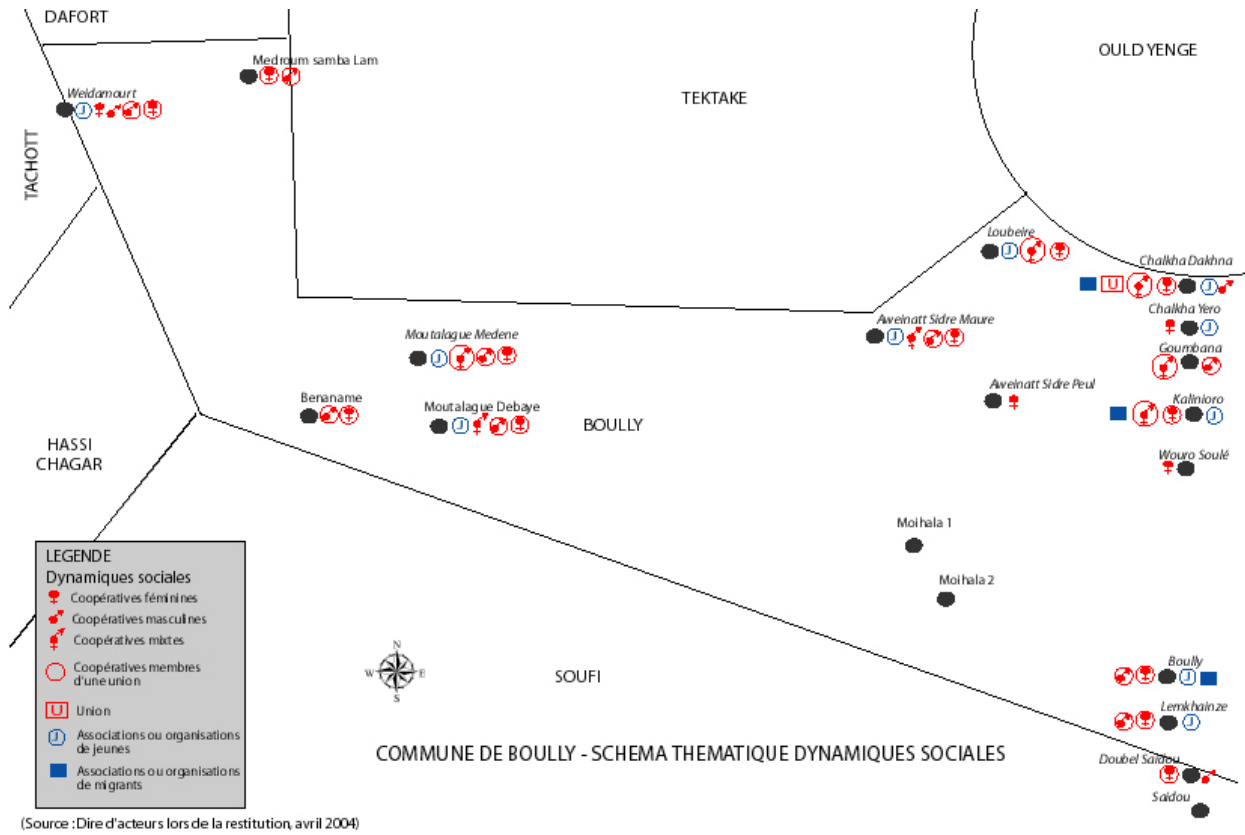 DAFORT
OULD YENGE
Medroum samba Lam
Weidamourt
TEKTAKE
TACHOTT
Loubeire
Chalkha Dakhna
U
Chalkha Yero
Aweinatt Sidre Maure
Moutalague Medene
Goumbana
Aweinatt Sidre Peul
Benaname
Moutalague Debaye
BOULLY
Kalinioro
HASSI
CHAGAR
Wouro Soulé
Moihala 1
Moihala 2
LEGENDE
Dynamiques sociales
Coopératives féminines
Coopératives masculines
Coopératives mixtes
Coopératives membres
d'une union
U Union
J Associations ou organisations
de jeunes
Associations ou organisations
de migrants
N
W E
S
SOUFI
Boully
Lemkhainze
COMMUNE DE BOULLY - SCHEMA THEMATIQUE DYNAMIQUES SOCIALES
Doubel Saidou
Saidou
(Source : Dire d'acteurs lors de la restitution, avril 2004)